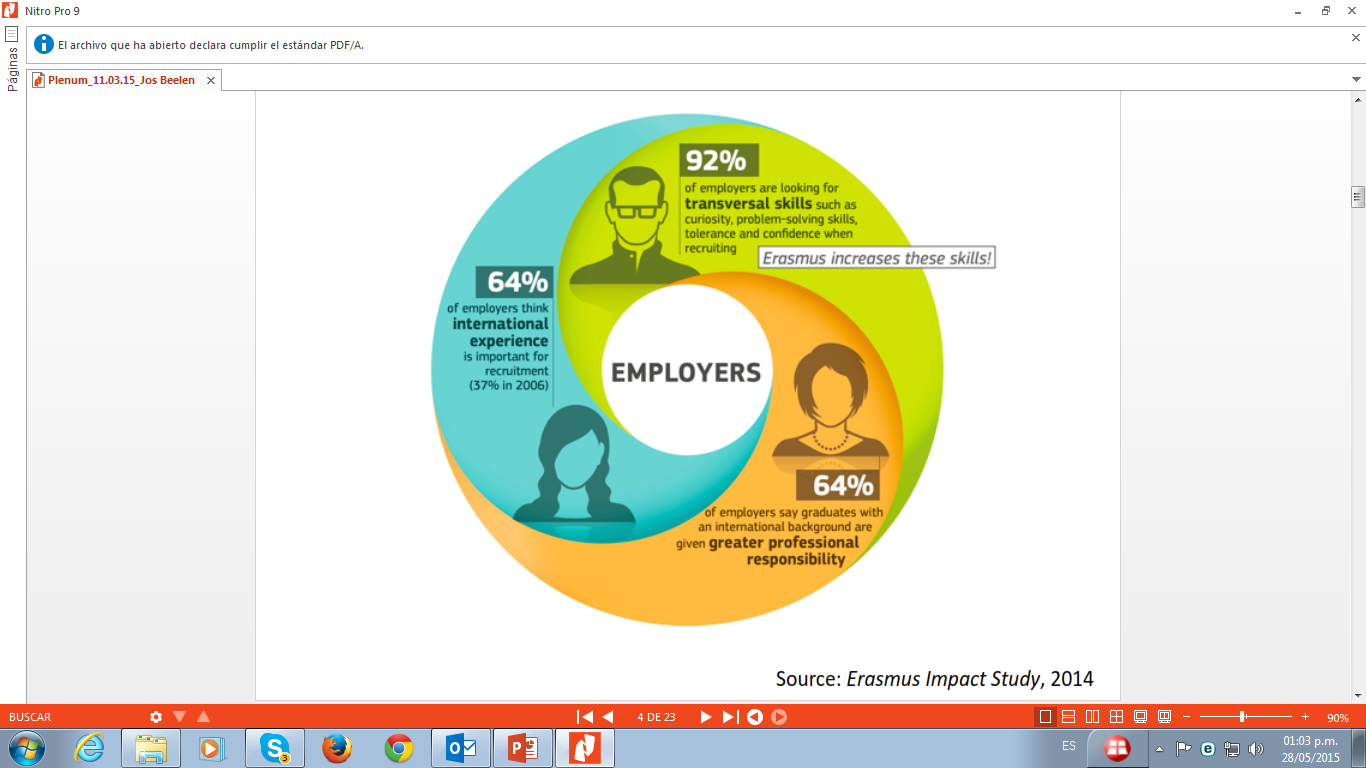 Nitro Pro 9
Páginas
El archivo que ha abierto declara cumplir el estándar PDF/A.
Plenum_11.03.15_Jos Beelen
92%
of employers are looking for
transversal skills such as
curiosity, problem-solving skills,
tolerance and confidence when
recruiting
Erasmus increases these skills!
64%
of employers think
international
experience
is important for
recruitment
(37% in 2006)
EMPLOYERS
64%
of employers say graduates with
an international background are
given greater professional
responsibility
Source: Erasmus Impact Study, 2014
BUSCAR
4 DE 23
90%
3
ES
01:03 p.m.
28/05/2015